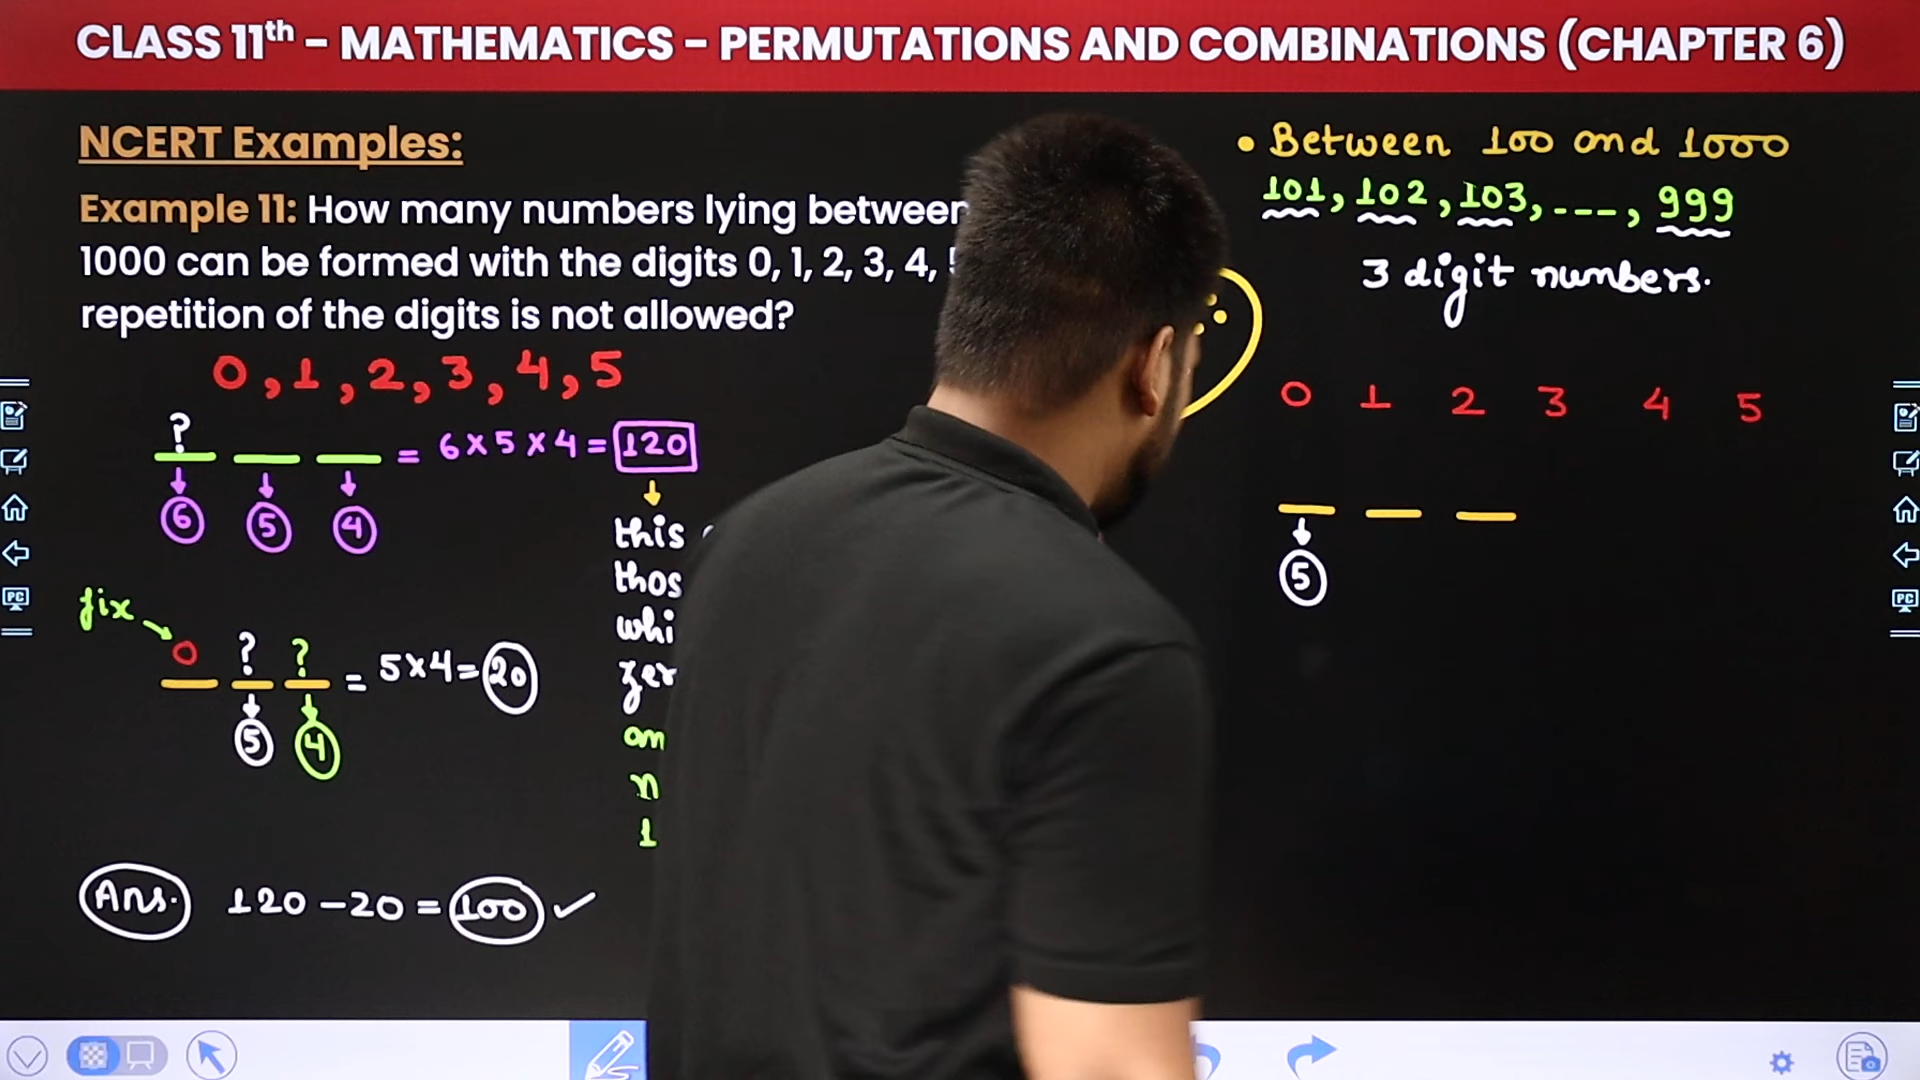 CLASS 11th - MATHEMATICS - PERMUTATIONS AND COMBINATIONS (CHAPTER 6)
NCERT Examples:
Example 11: How many numbers lying between
1000 can be formed with the digits 0, 1, 2, 3, 4,
repetition of the digits is not allowed?
0, 1, 2, 3, 4, 5
?
= 6 × 5 × 4 = 120
6 5 4
this
fix
0 ? ? = 5×4 = 20
5 4
Ans. 120 - 20 = 100 ✓
• Between 100 and 1000
101, 102, 103, ---, 999
3 digit numbers.
0 1 2 3 4 5
5
PC
PC